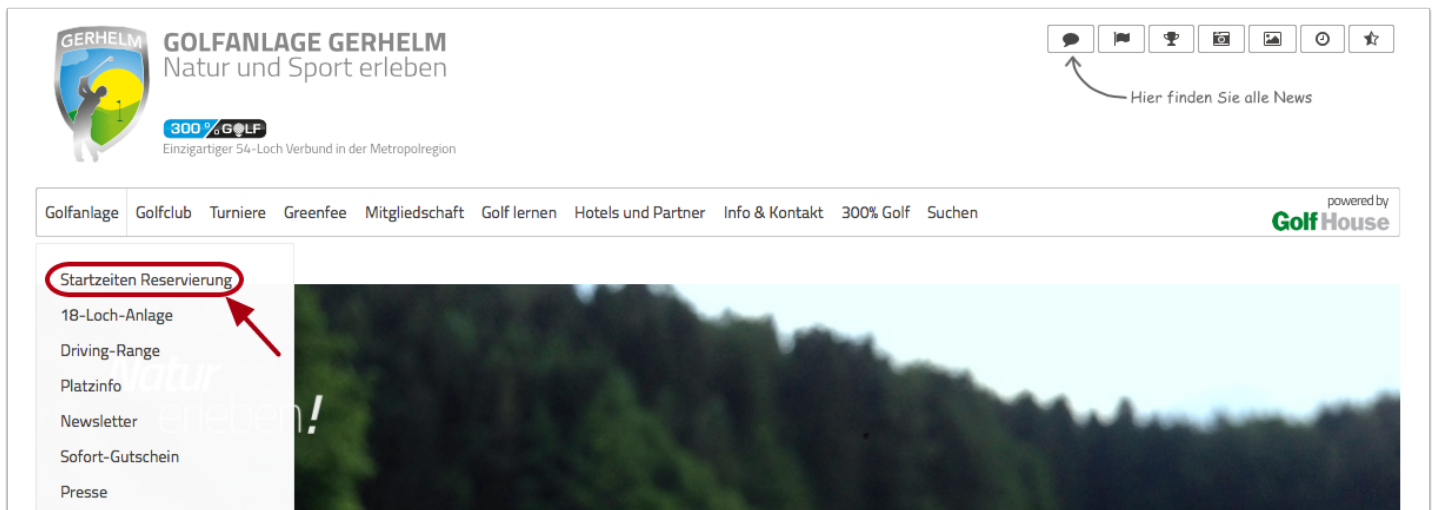 GERHELM
GOLFANLAGE GERHELM
Natur und Sport erleben
300 % GOLF
Einzigartiger 54-Loch Verbund in der Metropolregion
Hier finden Sie alle News
Golfanlage Golfclub Turniere Greenfee Mitgliedschaft Golf lernen Hotels und Partner Info & Kontakt 300% Golf Suchen
powered by
Golf House
Startzeiten Reservierung
18-Loch-Anlage
Driving-Range
Platzinfo
Newsletter
Sofort-Gutschein
Presse
Natur
erleben!